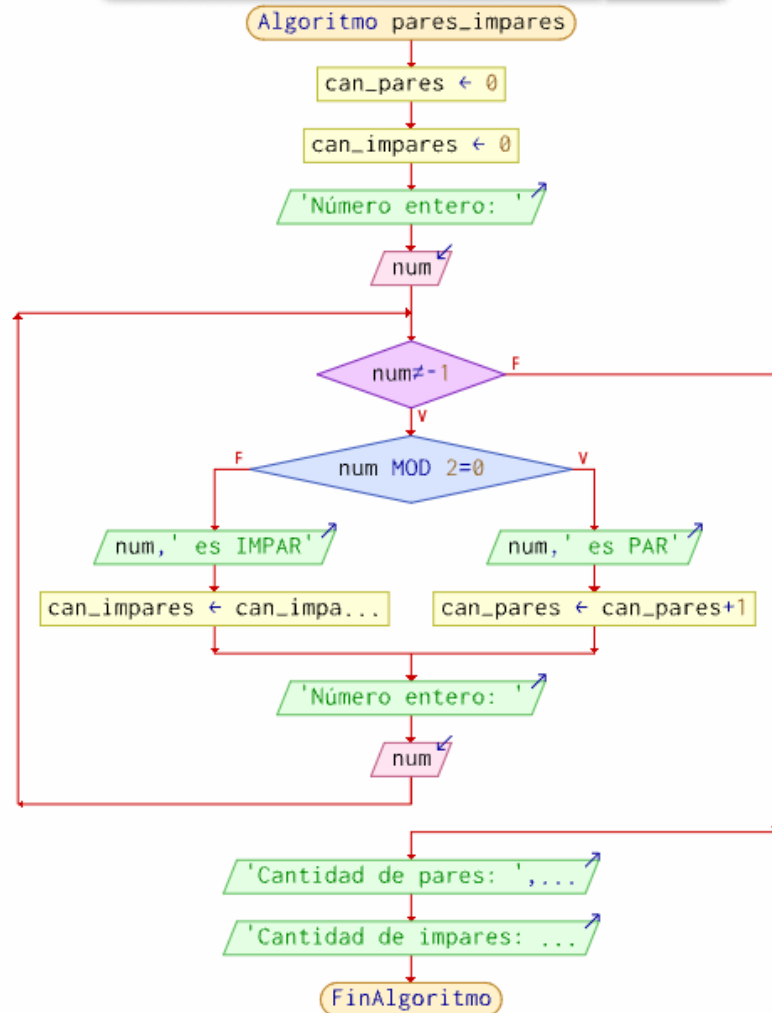 Algoritmo pares_impares
can_pares ← 0
can_impares ← 0
'Número entero: '
num
num≠-1
F
V
num MOD 2=0
F
V
num,' es IMPAR'
num,' es PAR'
can_impares ← can_impa...
can_pares ← can_pares+1
'Número entero: '
num
'Cantidad de pares: ',...
'Cantidad de impares: ...
FinAlgoritmo